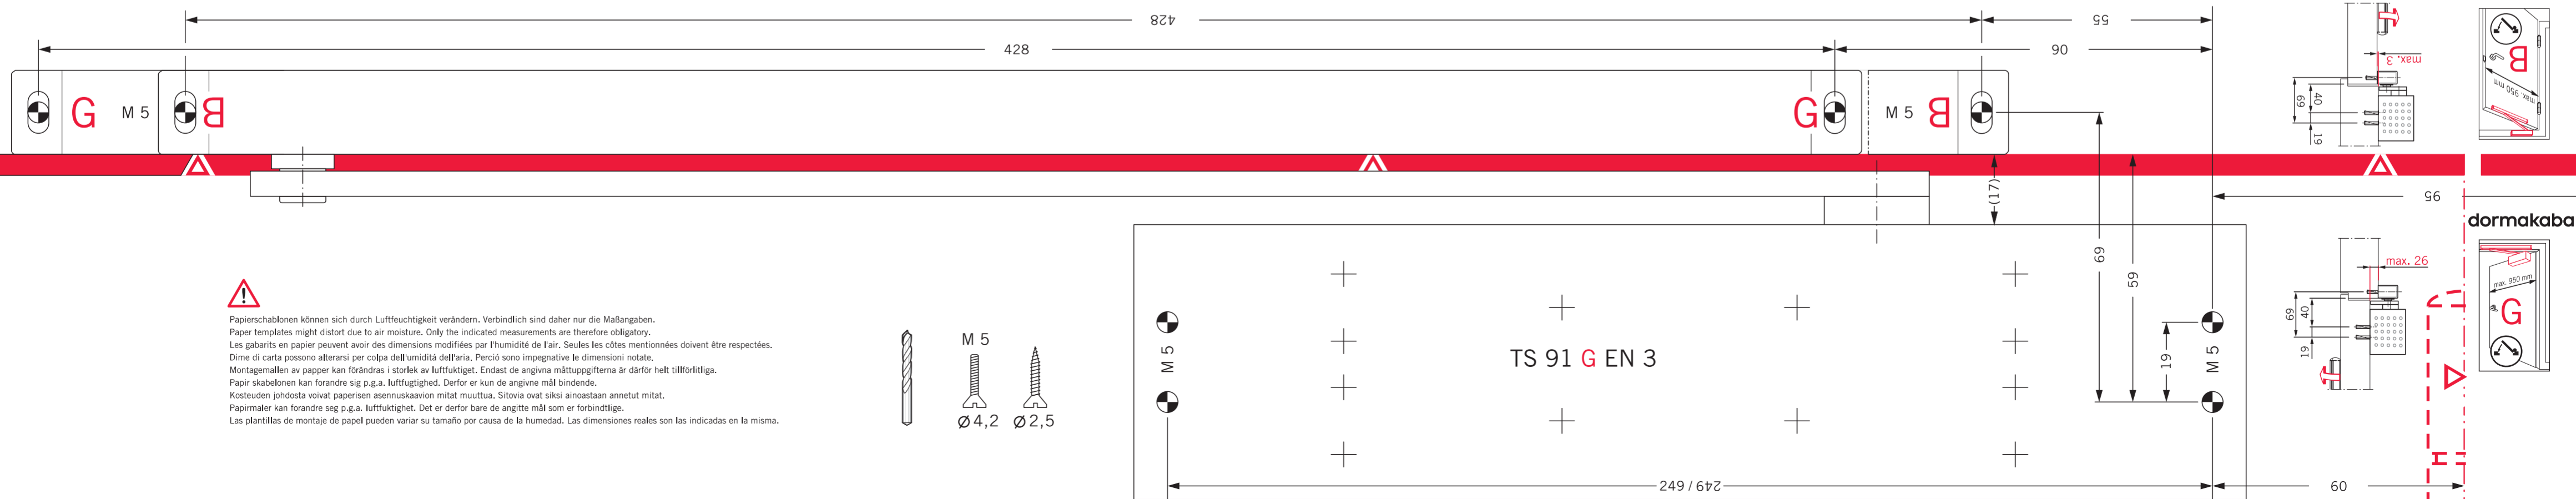 428
55
428
90
G
M 5
B
G
M 5
B
max. 3
69
40
19
B
max. 950 mm
(17)
95
dormakaba
69
59
max. 26
69
40
19
max. 950 mm
G
Papierschablonen können sich durch Luftfeuchtigkeit verändern. Verbindlich sind daher nur die Maßangaben.
Paper templates might distort due to air moisture. Only the indicated measurements are therefore obligatory.
Les gabarits en papier peuvent avoir des dimensions modifiées par l'humidité de l'air. Seules les côtes mentionnées doivent être respectées.
Dime di carta possono alterarsi per colpa dell'umiditá dell'aria. Perció sono impegnative le dimensioni notate.
Montagemallen av papper kan förändras i storlek av luftfuktiget. Endast de angivna måttuppgifterna är därför helt tillförlitliga.
Papir skabelonen kan forandre sig p.g.a. luftfugtighed. Derfor er kun de angivne mål bindende.
Kosteuden johdosta voivat paperisen asennuskaavion mitat muuttua. Sitovia ovat siksi ainoastaan annetut mitat.
Papirmaler kan forandre seg p.g.a. luftfuktighet. Det er derfor bare de angitte mål som er forbindtlige.
Las plantillas de montaje de papel pueden variar su tamaño por causa de la humedad. Las dimensiones reales son las indicadas en la misma.
M 5
Ø4,2 Ø2,5
M 5
TS 91 G EN 3
19
M 5
H
249 / 249
60